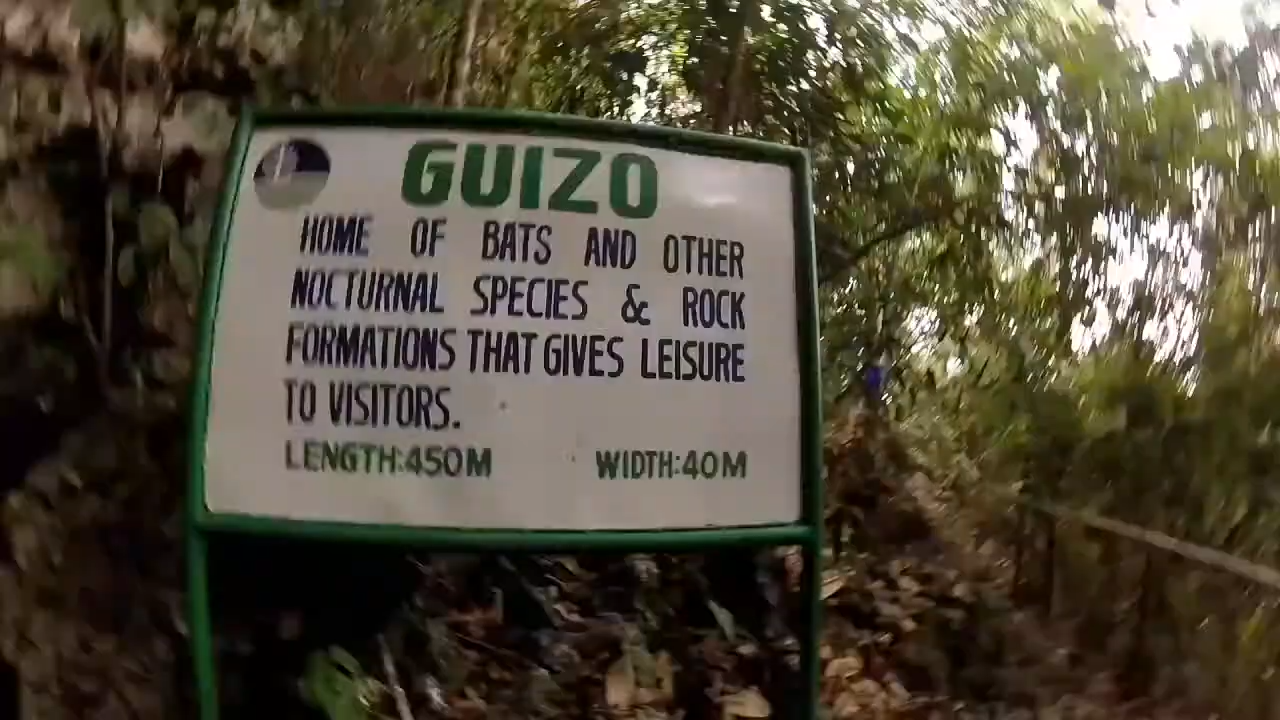 GUIZO
HOME OF BATS AND OTHER
NOCTURNAL SPECIES & ROCK
FORMATIONS THAT GIVES LEISURE
TO VISITORS.
LENGTH:450M WIDTH:40M